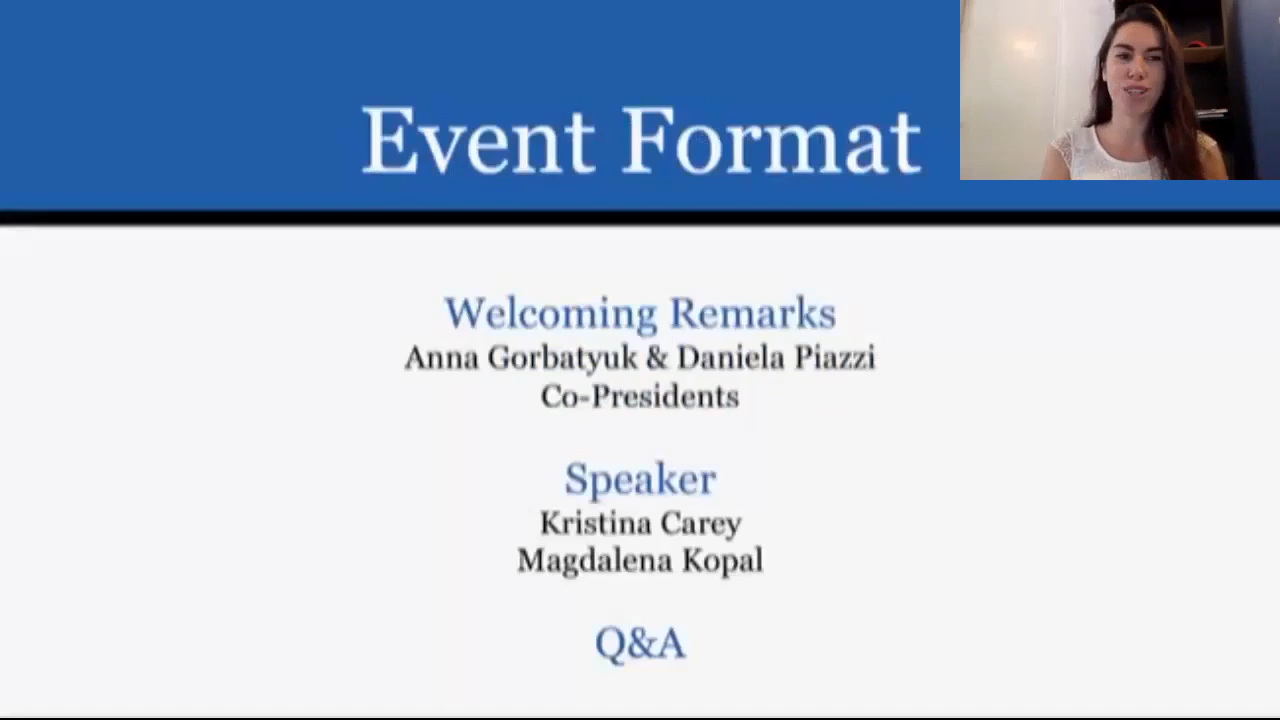 Event Format
Welcoming Remarks
Anna Gorbatyuk & Daniela Piazzi
Co-Presidents
Speaker
Kristina Carey
Magdalena Kopal
Q&A